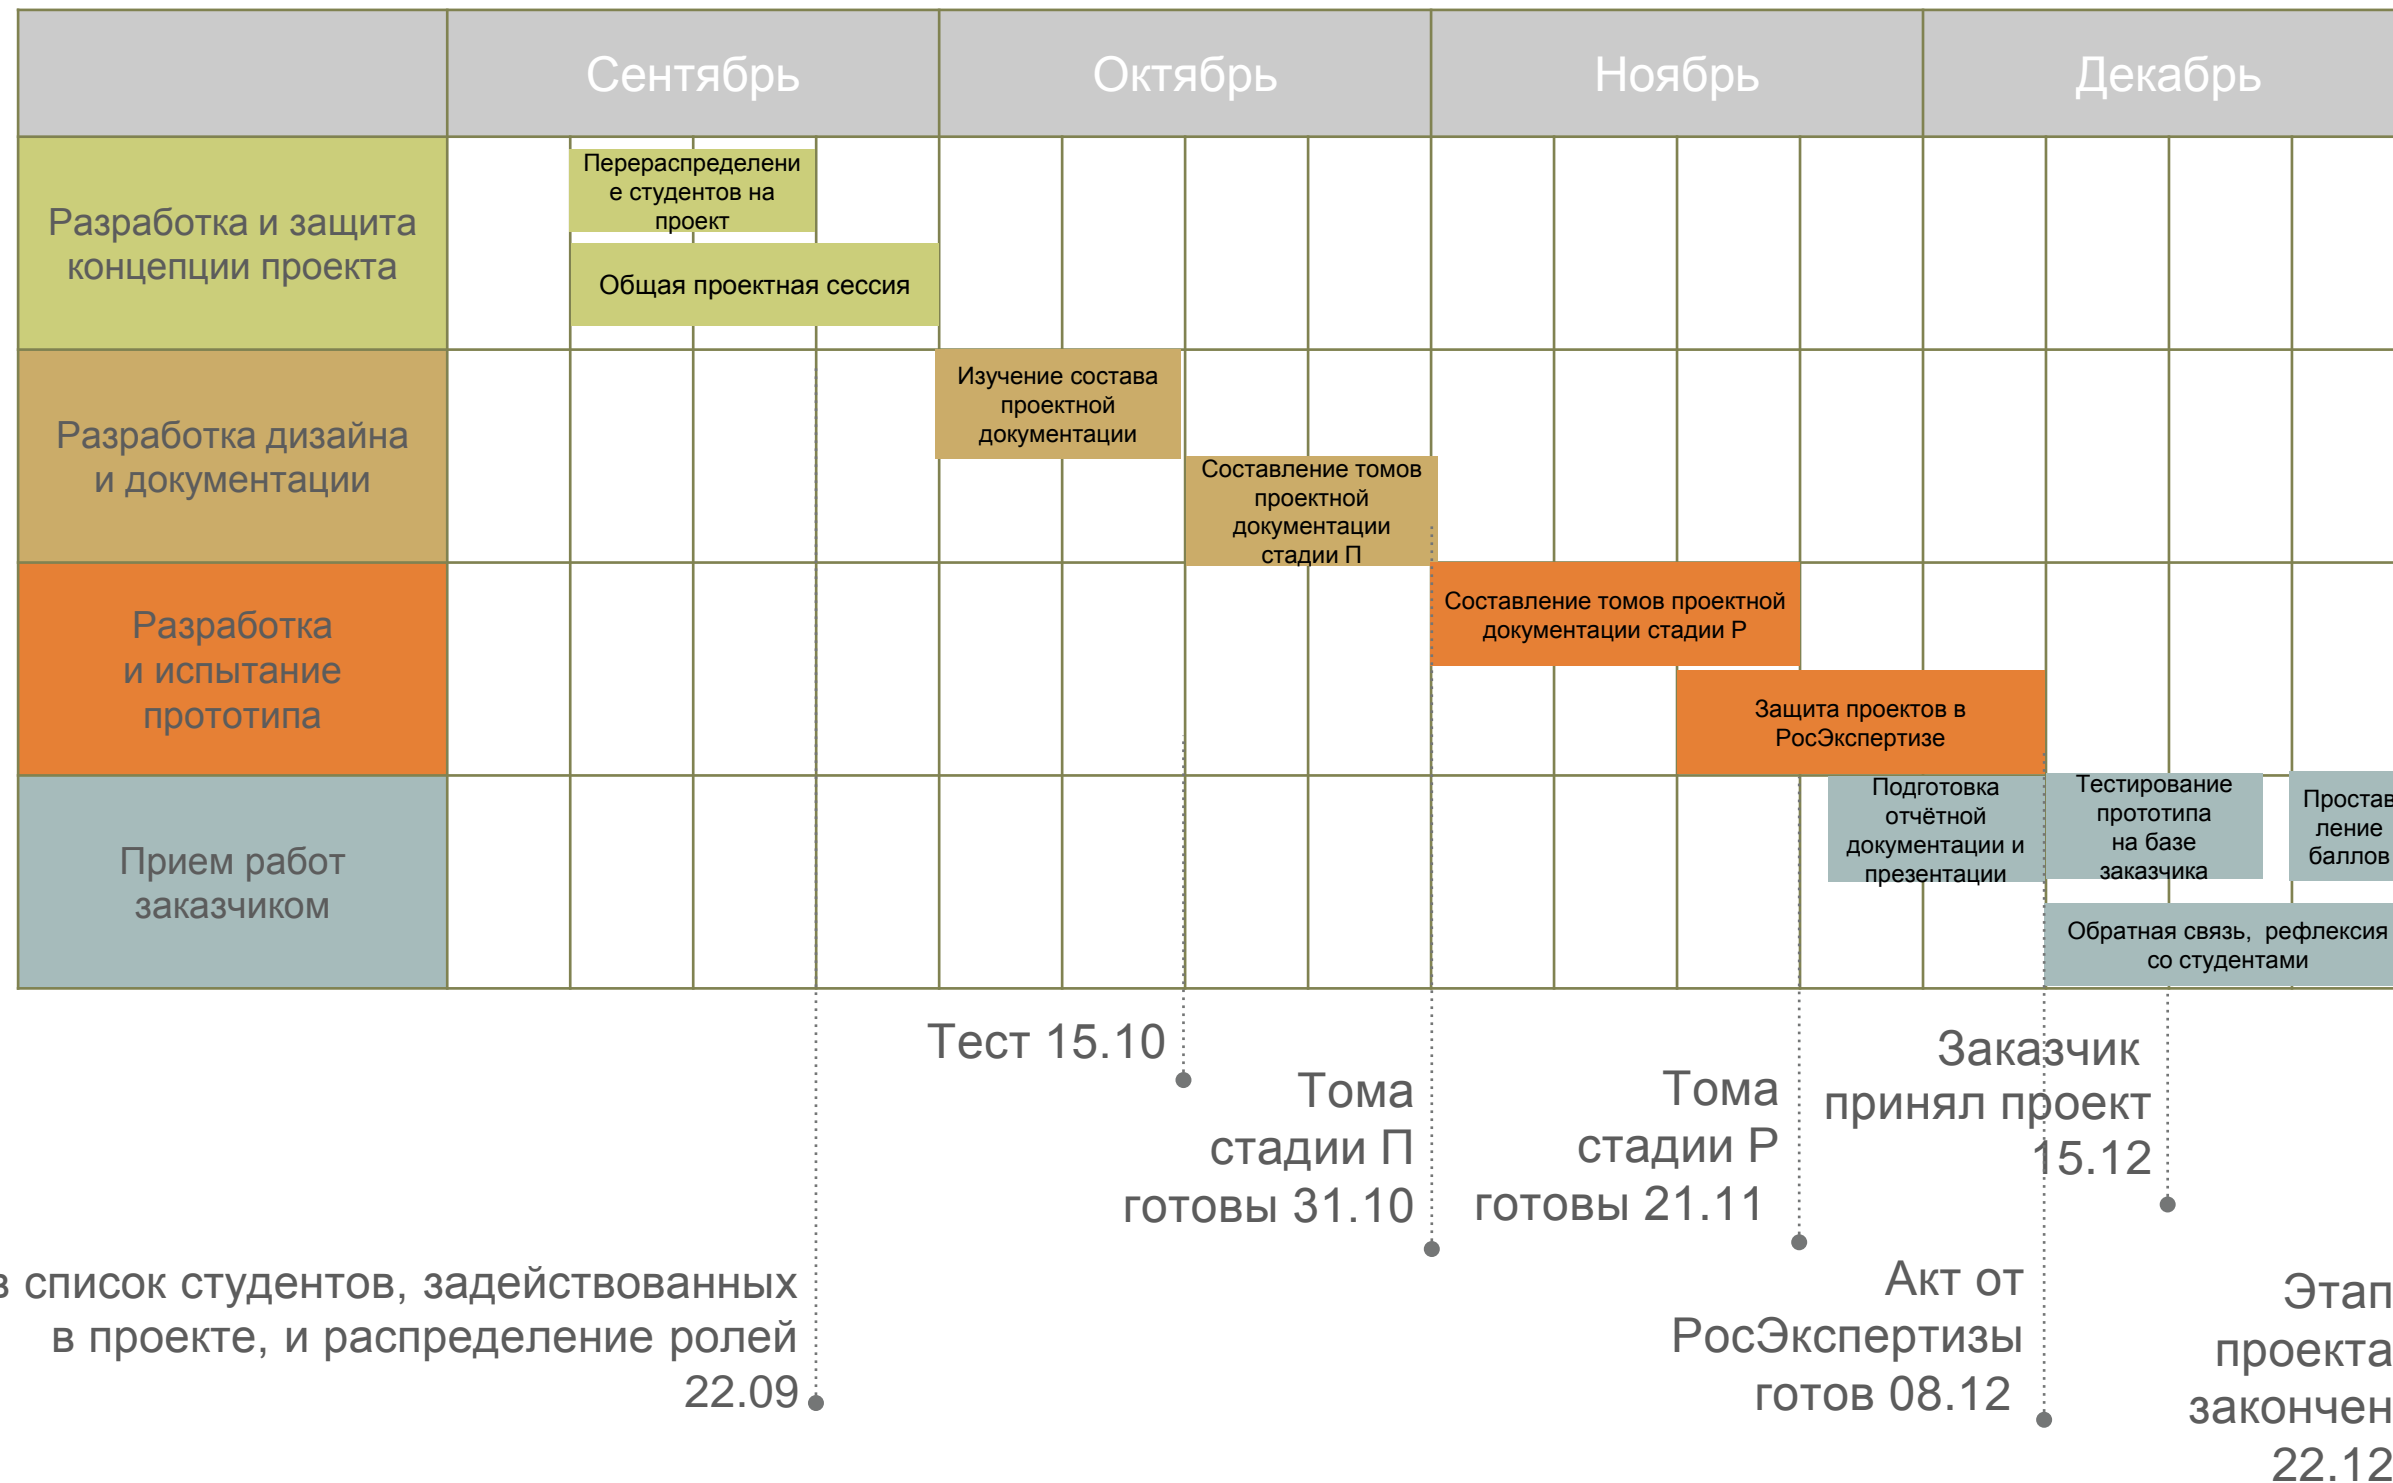 Сентябрь
Октябрь
Ноябрь
Декабрь
Разработка и защита
концепции проекта
Перераспределени
е студентов на
проект
Общая проектная сессия
Разработка дизайна
и документации
Изучение состава
проектной
документации
Составление томов
проектной
документации
стадии П
Разработка
и испытание
прототипа
Составление томов проектной
документации стадии Р
Защита проектов в
РосЭкспертизе
Прием работ
заказчиком
Подготовка
отчётной
документации и
презентации
Тестирование
прототипа
на базе
заказчика
Простав
ление
баллов
Обратная связь, рефлексия
со студентами
Тест 15.10
Тома
стадии П
готовы 31.10
Тома
стадии Р
готовы 21.11
Заказчик
принял проект
15.12
список студентов, задействованных
в проекте, и распределение ролей
22.09
Акт от
РосЭкспертизы
готов 08.12
Этап
проекта
закончен
22.12